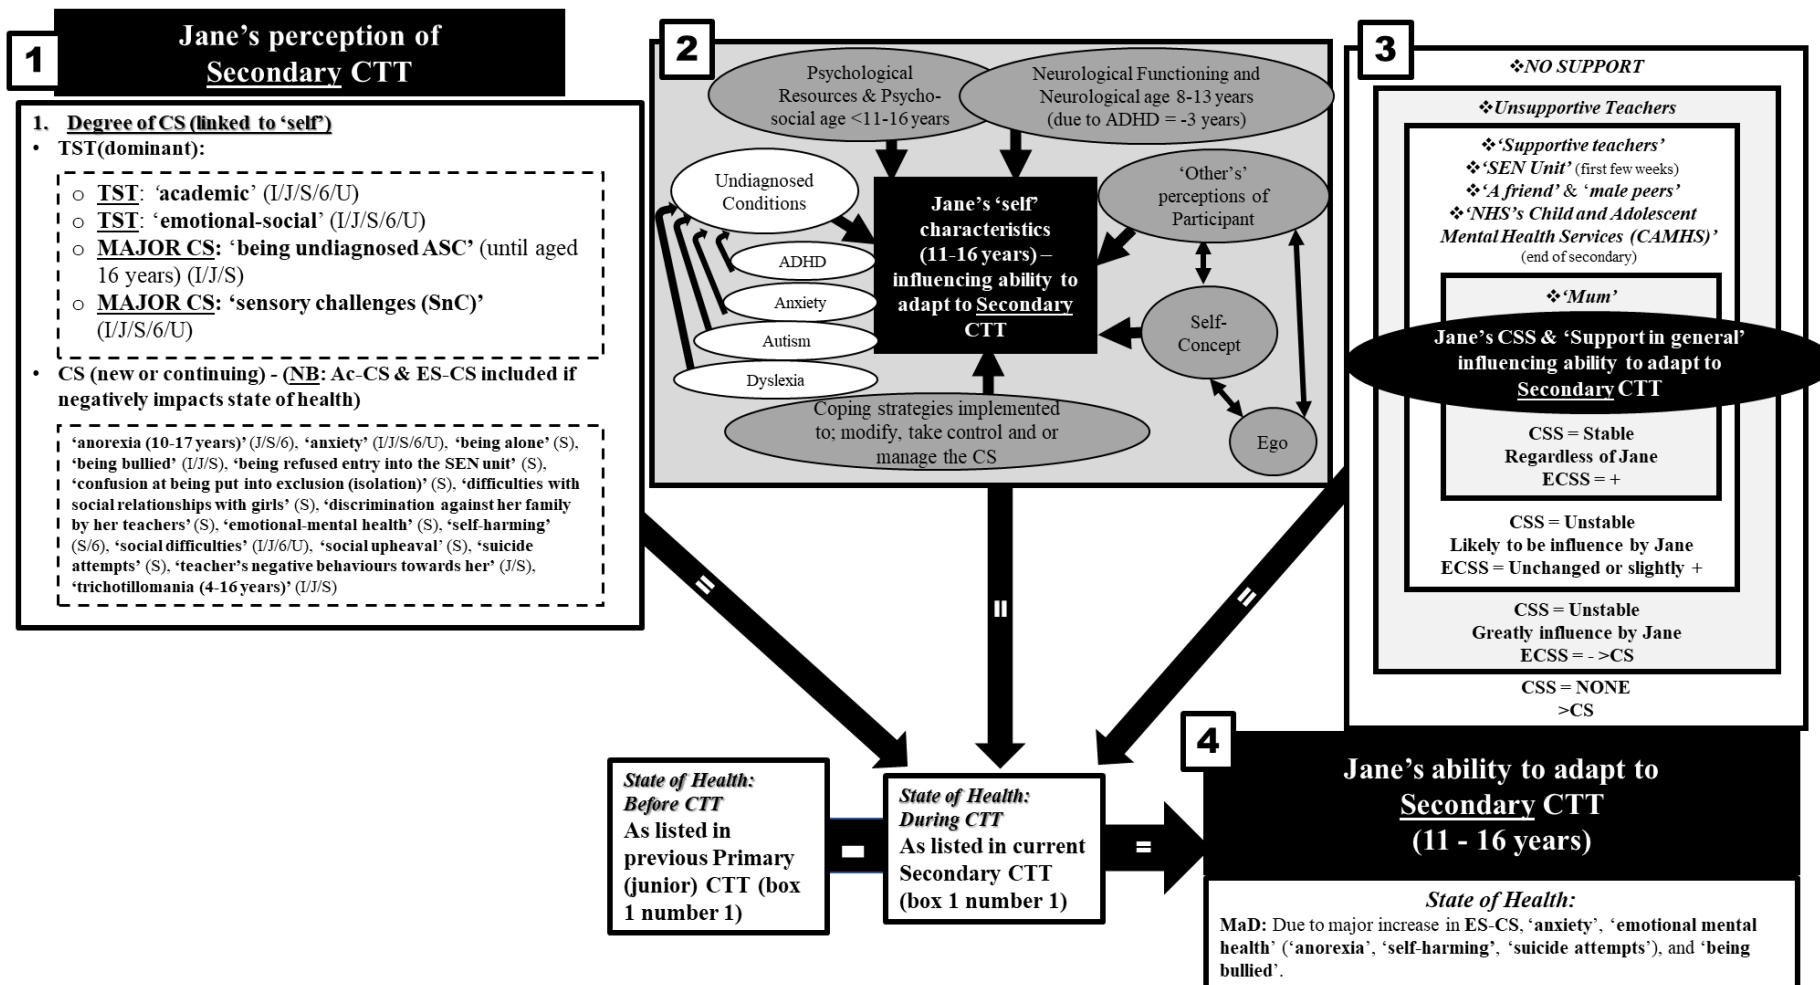 1
Jane’s perception of
Secondary CTT
1. Degree of CS (linked to ‘self’)
• TST(dominant):
o TST: ‘academic’ (I/J/S/6/U)
o TST: ‘emotional-social’ (I/J/S/6/U)
o MAJOR CS: ‘being undiagnosed ASC’ (until aged
16 years) (I/J/S)
o MAJOR CS: ‘sensory challenges (SnC)’
(I/J/S/6/U)
• CS (new or continuing) - (NB: Ac-CS & ES-CS included if
negatively impacts state of health)
‘anorexia (10-17 years)’ (J/S/6), ‘anxiety’ (I/J/S/6/U), ‘being alone’ (S),
‘being bullied’ (I/J/S), ‘being refused entry into the SEN unit’ (S),
‘confusion at being put into exclusion (isolation)’ (S), ‘difficulties with
social relationships with girls’ (S), ‘discrimination against her family
by her teachers’ (S), ‘emotional-mental health’ (S), ‘self-harming’
(S/6), ‘social difficulties’ (I/J/6/U), ‘social upheaval’ (S), ‘suicide
attempts’ (S), ‘teacher’s negative behaviours towards her’ (J/S),
‘trichotillomania (4-16 years)’ (I/J/S)
2
Psychological
Resources & Psycho-
social age <11-16 years
Neurological Functioning and
Neurological age 8-13 years
(due to ADHD = -3 years)
Undiagnosed
Conditions
ADHD
Anxiety
Autism
Dyslexia
Jane’s ‘self’
characteristics
(11-16 years) –
influencing ability to
adapt to Secondary
CTT
‘Other’s’
perceptions of
Participant
Self-
Concept
Ego
Coping strategies implemented
to; modify, take control and or
manage the CS
3
❖NO SUPPORT
❖Unsupportive Teachers
❖‘Supportive teachers’
❖‘SEN Unit’ (first few weeks)
❖‘A friend’ & ‘male peers’
❖‘NHS’s Child and Adolescent
Mental Health Services (CAMHS)’
(end of secondary)
❖‘Mum’
Jane’s CSS & ‘Support in general’
influencing ability to adapt to
Secondary CTT
CSS = Stable
Regardless of Jane
ECSS = +
CSS = Unstable
Likely to be influence by Jane
ECSS = Unchanged or slightly +
CSS = Unstable
Greatly influence by Jane
ECSS = - >CS
CSS = NONE
>CS
=
=
=
State of Health:
Before CTT
As listed in
previous Primary
(junior) CTT (box
1 number 1)
-
State of Health:
During CTT
As listed in current
Secondary CTT
(box 1 number 1)
=
4
Jane’s ability to adapt to
Secondary CTT
(11 - 16 years)
State of Health:
MaD: Due to major increase in ES-CS, ‘anxiety’, ‘emotional mental
health’ (‘anorexia’, ‘self-harming’, ‘suicide attempts’), and ‘being
bullied’.